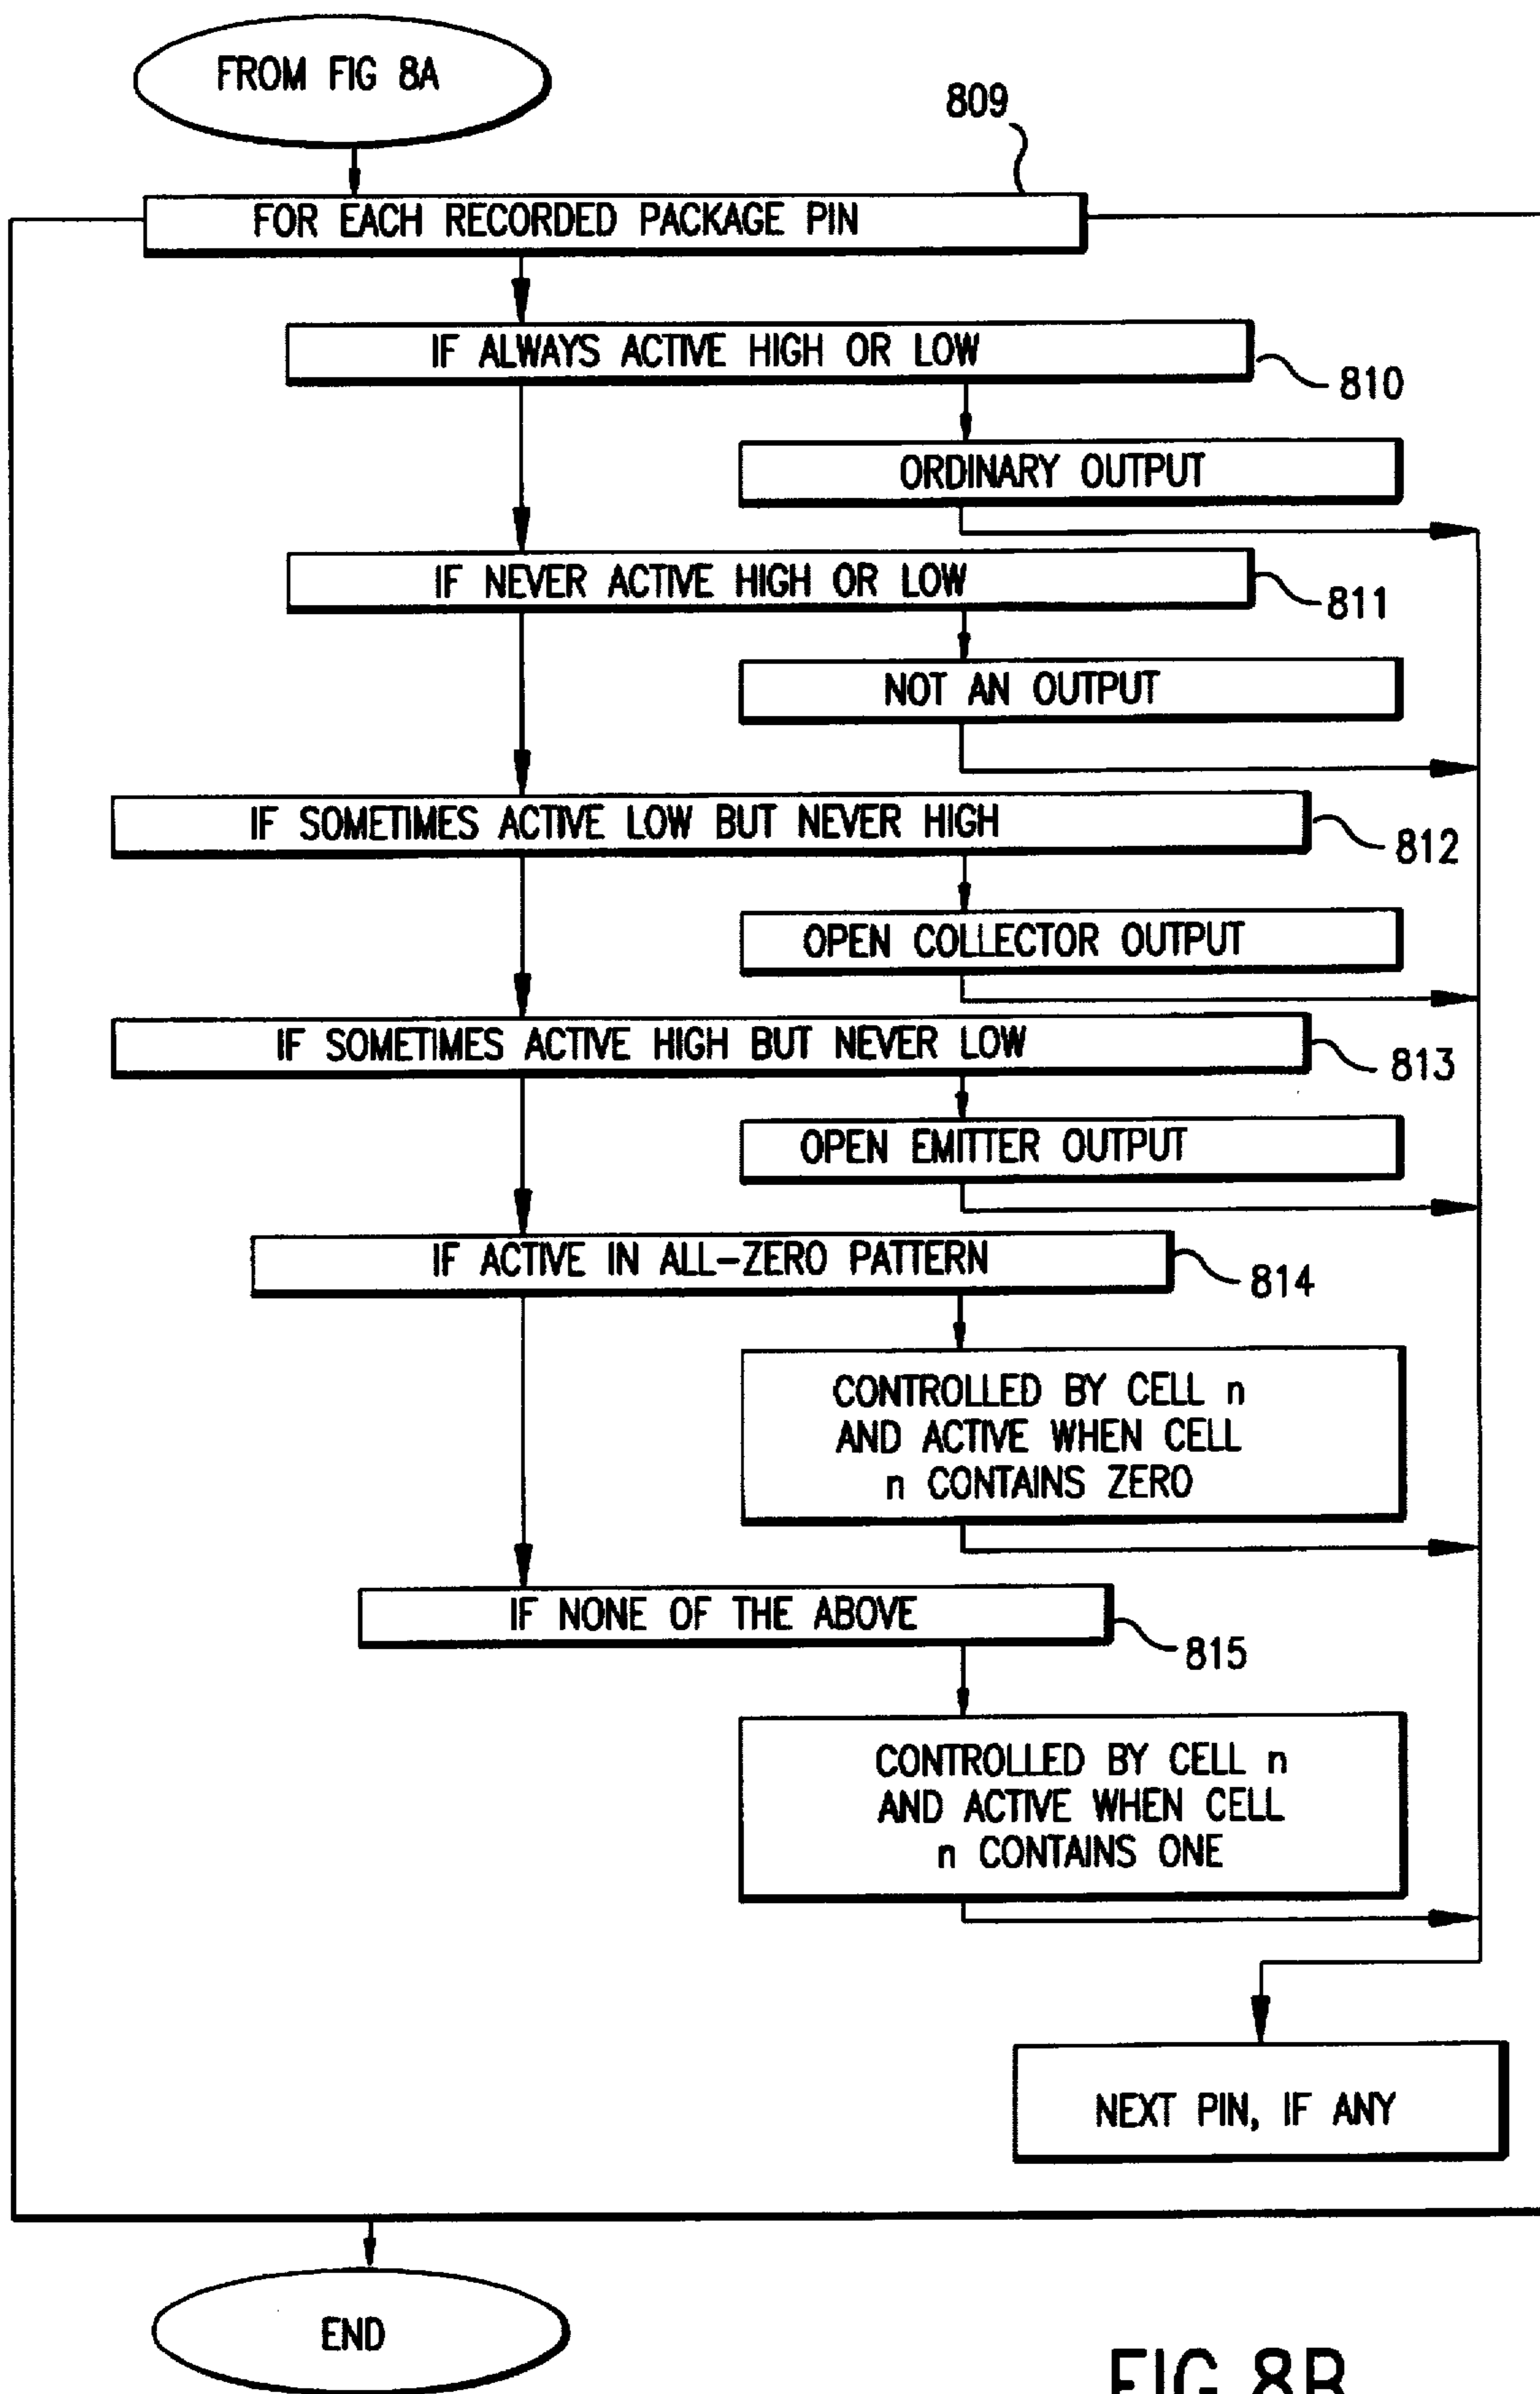 FROM FIG 8A
809
FOR EACH RECORDED PACKAGE PIN
IF ALWAYS ACTIVE HIGH OR LOW
810
ORDINARY OUTPUT
IF NEVER ACTIVE HIGH OR LOW
811
NOT AN OUTPUT
IF SOMETIMES ACTIVE LOW BUT NEVER HIGH
812
OPEN COLLECTOR OUTPUT
IF SOMETIMES ACTIVE HIGH BUT NEVER LOW
813
OPEN EMITTER OUTPUT
IF ACTIVE IN ALL-ZERO PATTERN
814
CONTROLLED BY CELL n
AND ACTIVE WHEN CELL
n CONTAINS ZERO
IF NONE OF THE ABOVE
815
CONTROLLED BY CELL n
AND ACTIVE WHEN CELL
n CONTAINS ONE
NEXT PIN, IF ANY
END
FIG 8B